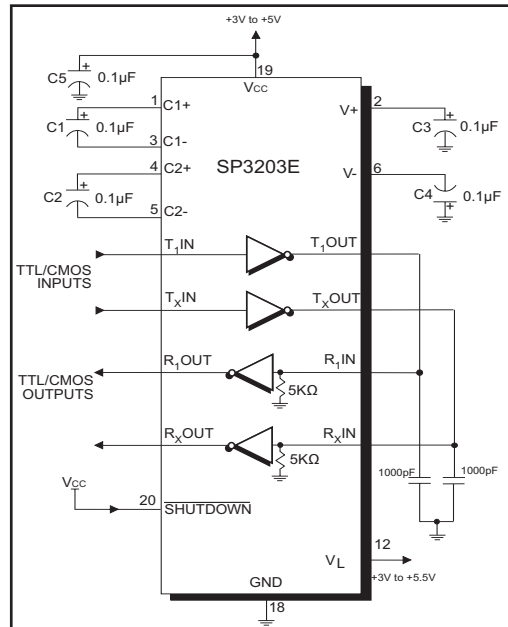 +3V to +5V
19
VCC
C5 + 0.1µF
1 C1+
C1 + 0.1µF
3 C1-
4 C2+
C2 + 0.1µF
5 C2-
SP3203E
V+ 2
C3 + 0.1µF
V- 6
C4 + 0.1µF
TTL/CMOS
INPUTS
T1IN T1OUT
TXIN TXOUT
TTL/CMOS
OUTPUTS
R1OUT R1IN
5KΩ
RXOUT RXIN
5KΩ
1000pF 1000pF
VCC
20 SHUTDOWN
VL 12
+3V to +5.5V
GND
18